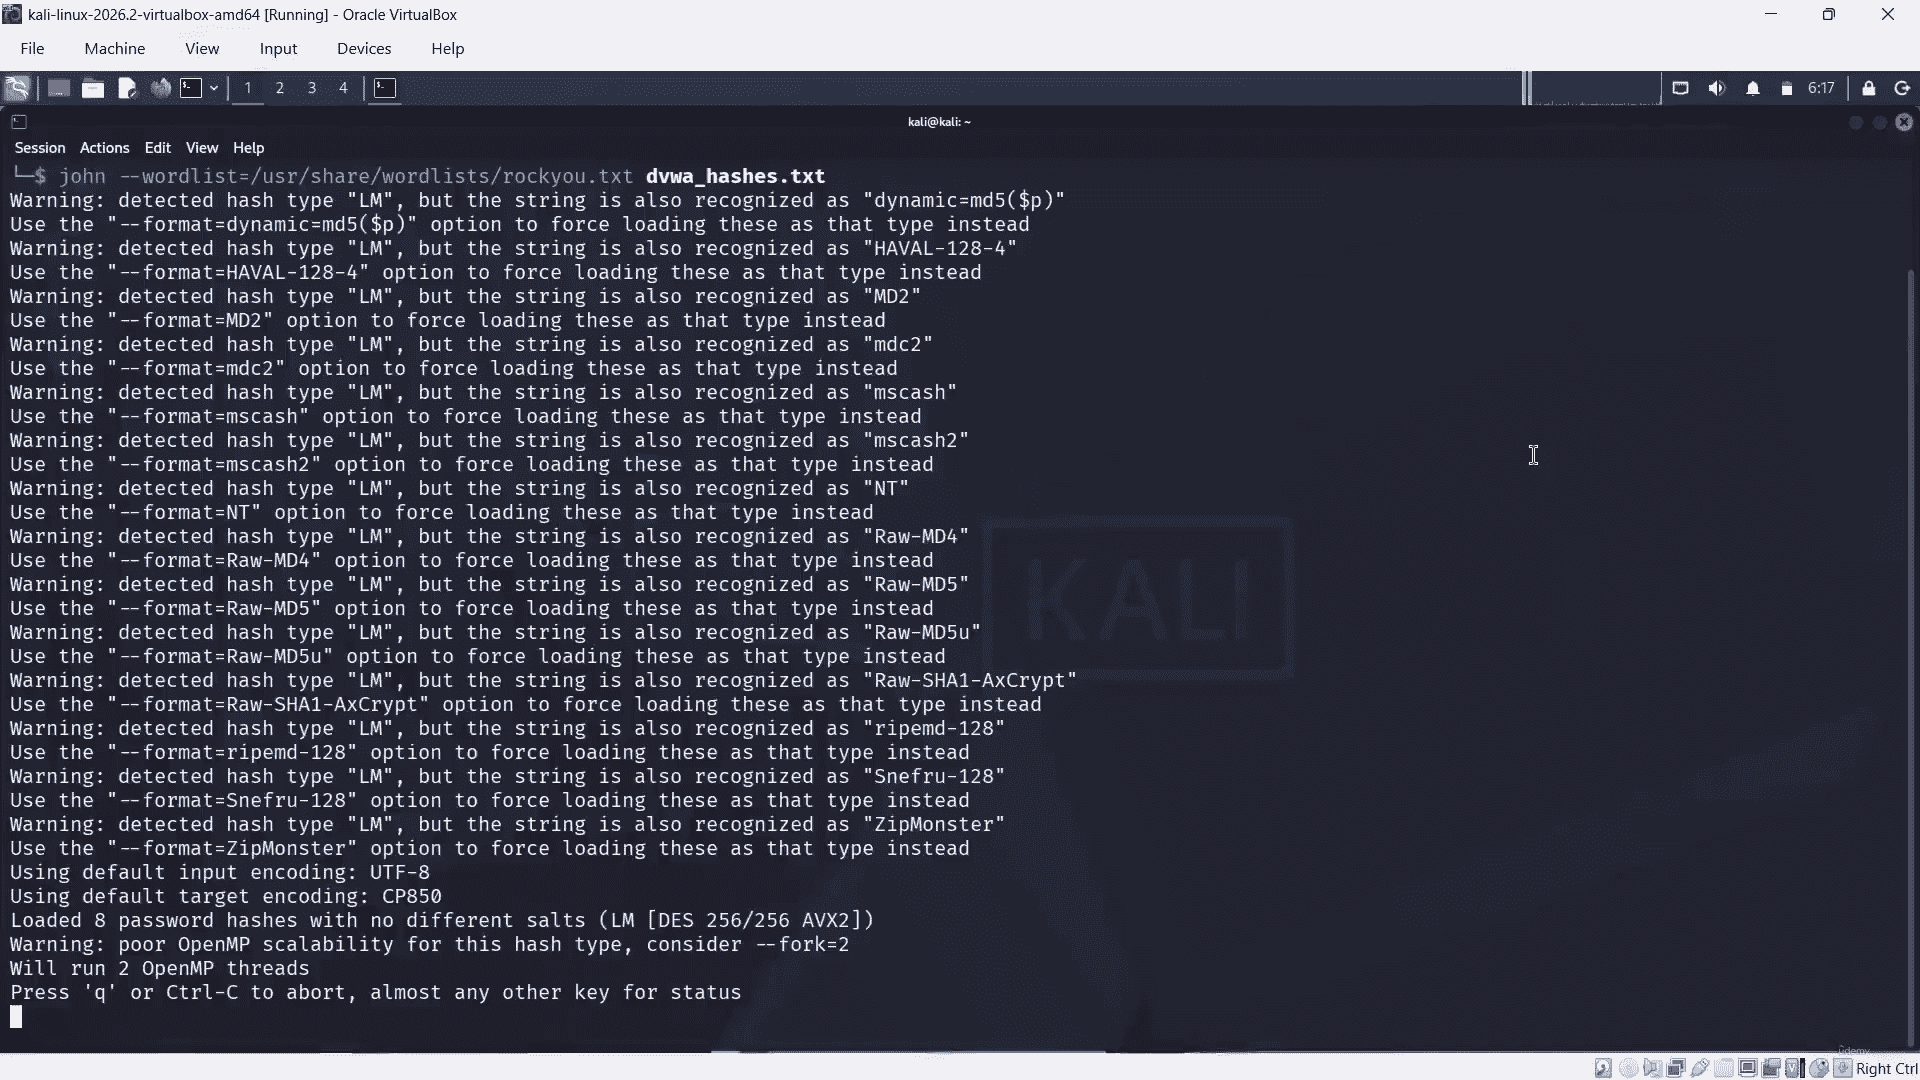 kali-linux-2026.2-virtualbox-amd64 [Running] - Oracle VirtualBox
File Machine View Input Devices Help
1 2 3 4 6:17
kali@kali: ~
Session Actions Edit View Help
└─$ john --wordlist=/usr/share/wordlists/rockyou.txt dvwa_hashes.txt
Warning: detected hash type "LM", but the string is also recognized as "dynamic=md5($p)"
Use the "--format=dynamic=md5($p)" option to force loading these as that type instead
Warning: detected hash type "LM", but the string is also recognized as "HAVAL-128-4"
Use the "--format=HAVAL-128-4" option to force loading these as that type instead
Warning: detected hash type "LM", but the string is also recognized as "MD2"
Use the "--format=MD2" option to force loading these as that type instead
Warning: detected hash type "LM", but the string is also recognized as "mdc2"
Use the "--format=mdc2" option to force loading these as that type instead
Warning: detected hash type "LM", but the string is also recognized as "mscash"
Use the "--format=mscash" option to force loading these as that type instead
Warning: detected hash type "LM", but the string is also recognized as "mscash2"
Use the "--format=mscash2" option to force loading these as that type instead
Warning: detected hash type "LM", but the string is also recognized as "NT"
Use the "--format=NT" option to force loading these as that type instead
Warning: detected hash type "LM", but the string is also recognized as "Raw-MD4"
Use the "--format=Raw-MD4" option to force loading these as that type instead
Warning: detected hash type "LM", but the string is also recognized as "Raw-MD5"
Use the "--format=Raw-MD5" option to force loading these as that type instead
Warning: detected hash type "LM", but the string is also recognized as "Raw-MD5u"
Use the "--format=Raw-MD5u" option to force loading these as that type instead
Warning: detected hash type "LM", but the string is also recognized as "Raw-SHA1-AxCrypt"
Use the "--format=Raw-SHA1-AxCrypt" option to force loading these as that type instead
Warning: detected hash type "LM", but the string is also recognized as "ripemd-128"
Use the "--format=ripemd-128" option to force loading these as that type instead
Warning: detected hash type "LM", but the string is also recognized as "Snefru-128"
Use the "--format=Snefru-128" option to force loading these as that type instead
Warning: detected hash type "LM", but the string is also recognized as "ZipMonster"
Use the "--format=ZipMonster" option to force loading these as that type instead
Using default input encoding: UTF-8
Using default target encoding: CP850
Loaded 8 password hashes with no different salts (LM [DES 256/256 AVX2])
Warning: poor OpenMP scalability for this hash type, consider --fork=2
Will run 2 OpenMP threads
Press 'q' or Ctrl-C to abort, almost any other key for status
KALI
Udemy
Right Ctrl